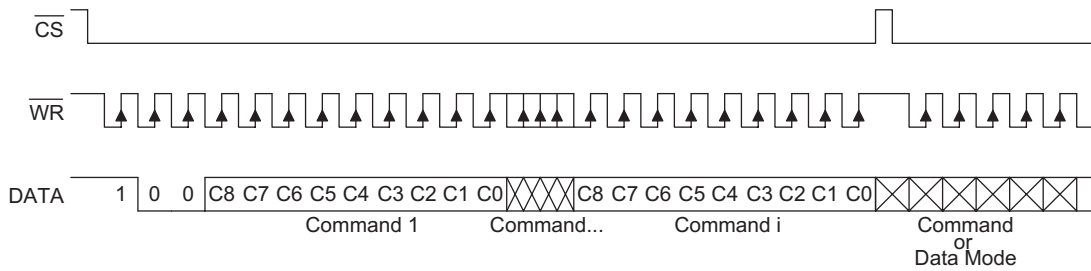 CS
WR
DATA 1 0 0 C8 C7 C6 C5 C4 C3 C2 C1 C0 C8 C7 C6 C5 C4 C3 C2 C1 C0
Command 1 Command... Command i Command
or
Data Mode